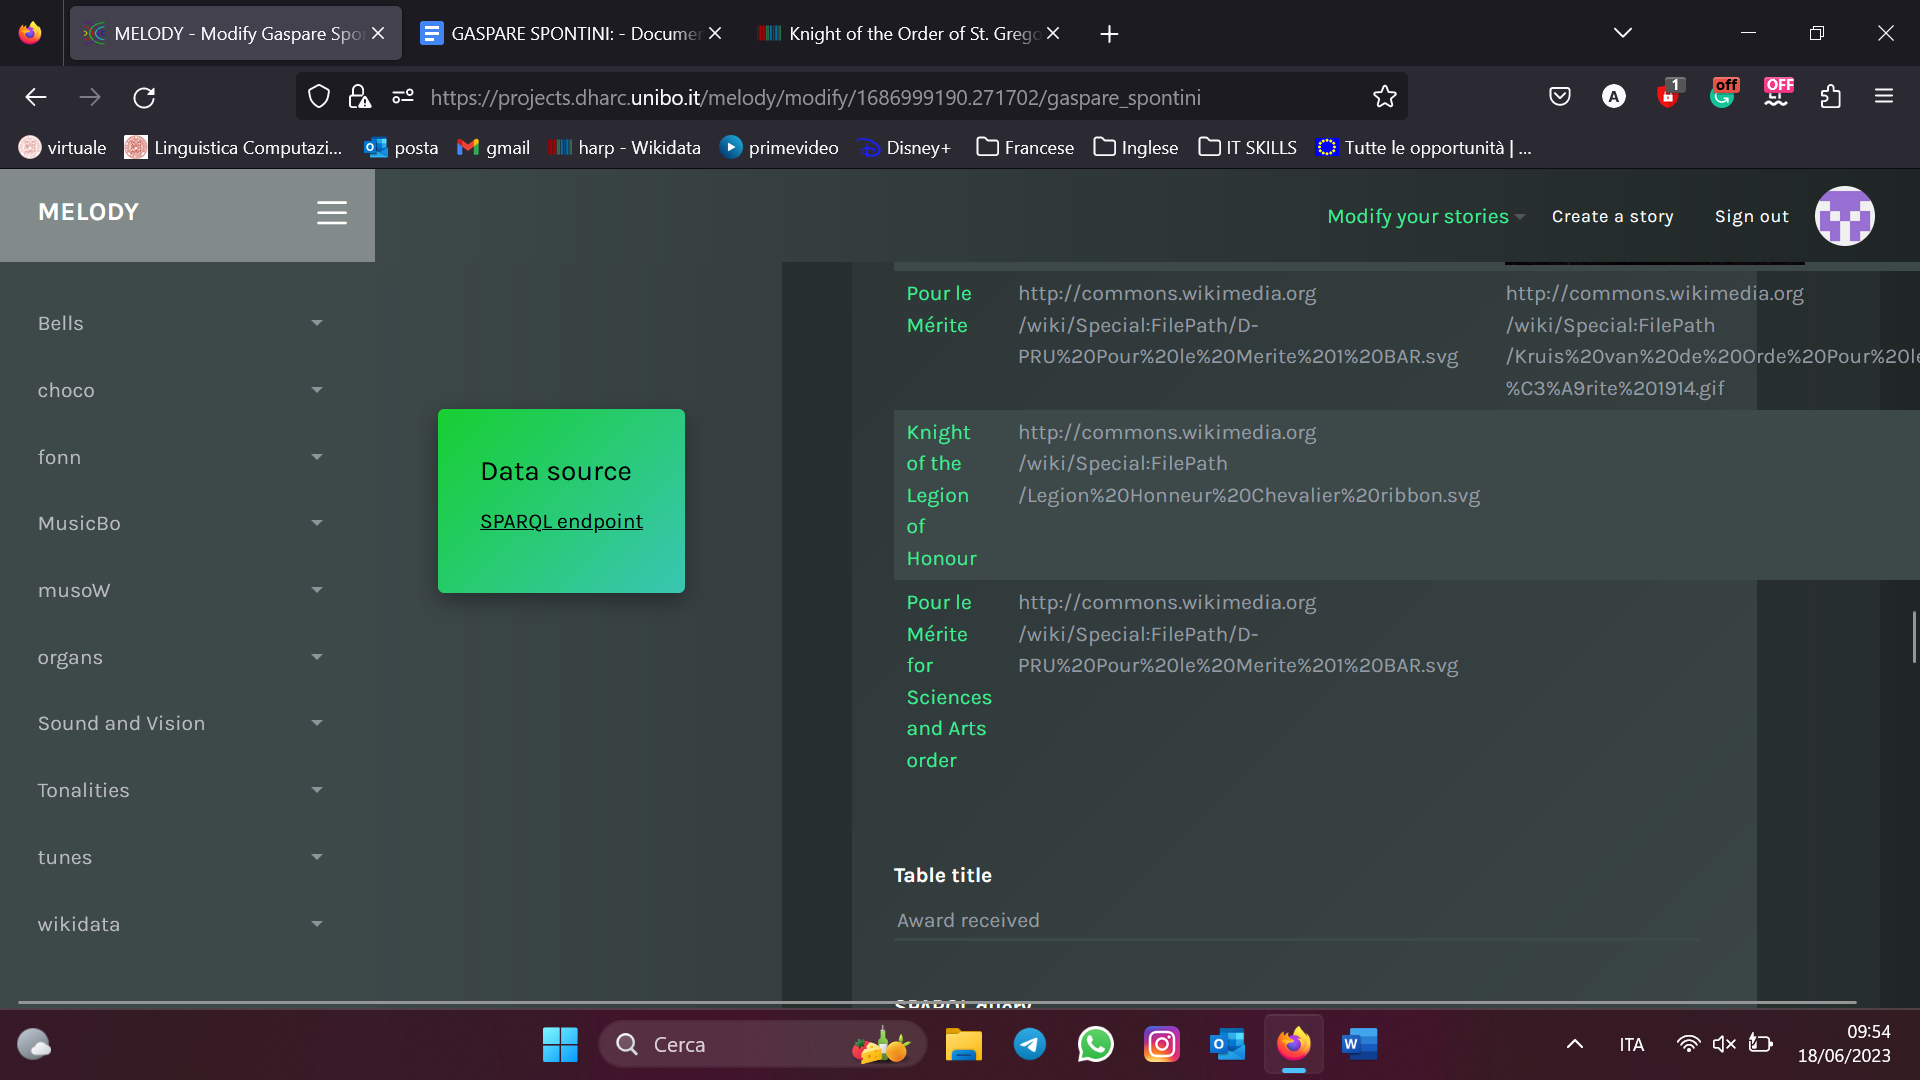 MELODY - Modify Gaspare Spo
GASPARE SPONTINI: - Documen
Knight of the Order of St. Grego
https://projects.dharc.unibo.it/melody/modify/1686999190.271702/gaspare_spontini
A
1
off
OFF
virtuale
Linguistica Computazi...
posta
gmail
harp - Wikidata
primevideo
Disney+
Francese
Inglese
IT SKILLS
Tutte le opportunità | ...
MELODY
Modify your stories
Create a story
Sign out
Bells
choco
fonn
MusicBo
musoW
organs
Sound and Vision
Tonalities
tunes
wikidata
Data source
SPARQL endpoint
Pour le
Mérite
http://commons.wikimedia.org
/wiki/Special:FilePath/D-
PRU%20Pour%20le%20Merite%201%20BAR.svg
http://commons.wikimedia.org
/wiki/Special:FilePath
/Kruis%20van%20de%20Orde%20Pour%20le
%C3%A9rite%201914.gif
Knight
of the
Legion
of
Honour
http://commons.wikimedia.org
/wiki/Special:FilePath
/Legion%20Honneur%20Chevalier%20ribbon.svg
Pour le
Mérite
for
Sciences
and Arts
order
http://commons.wikimedia.org
/wiki/Special:FilePath/D-
PRU%20Pour%20le%20Merite%201%20BAR.svg
Table title
Award received
SPARQL query
Cerca
ITA
09:54
18/06/2023